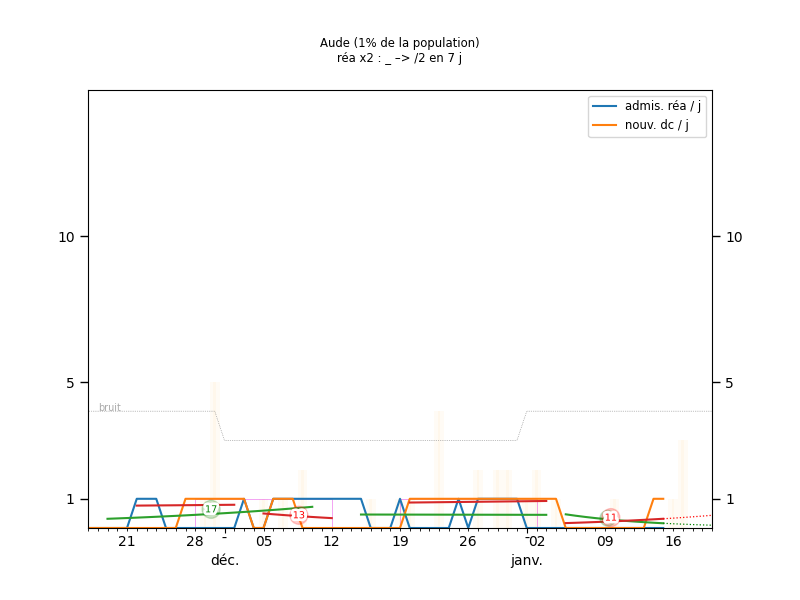 Aude (1% de la population)
réa x2 : _ –> /2 en 7 j
admis. réa / j
nouv. dc / j
10 10
5 5
bruit
1 1
17 13 11
21 28 05 12 19 26 02 09 16
déc. janv.